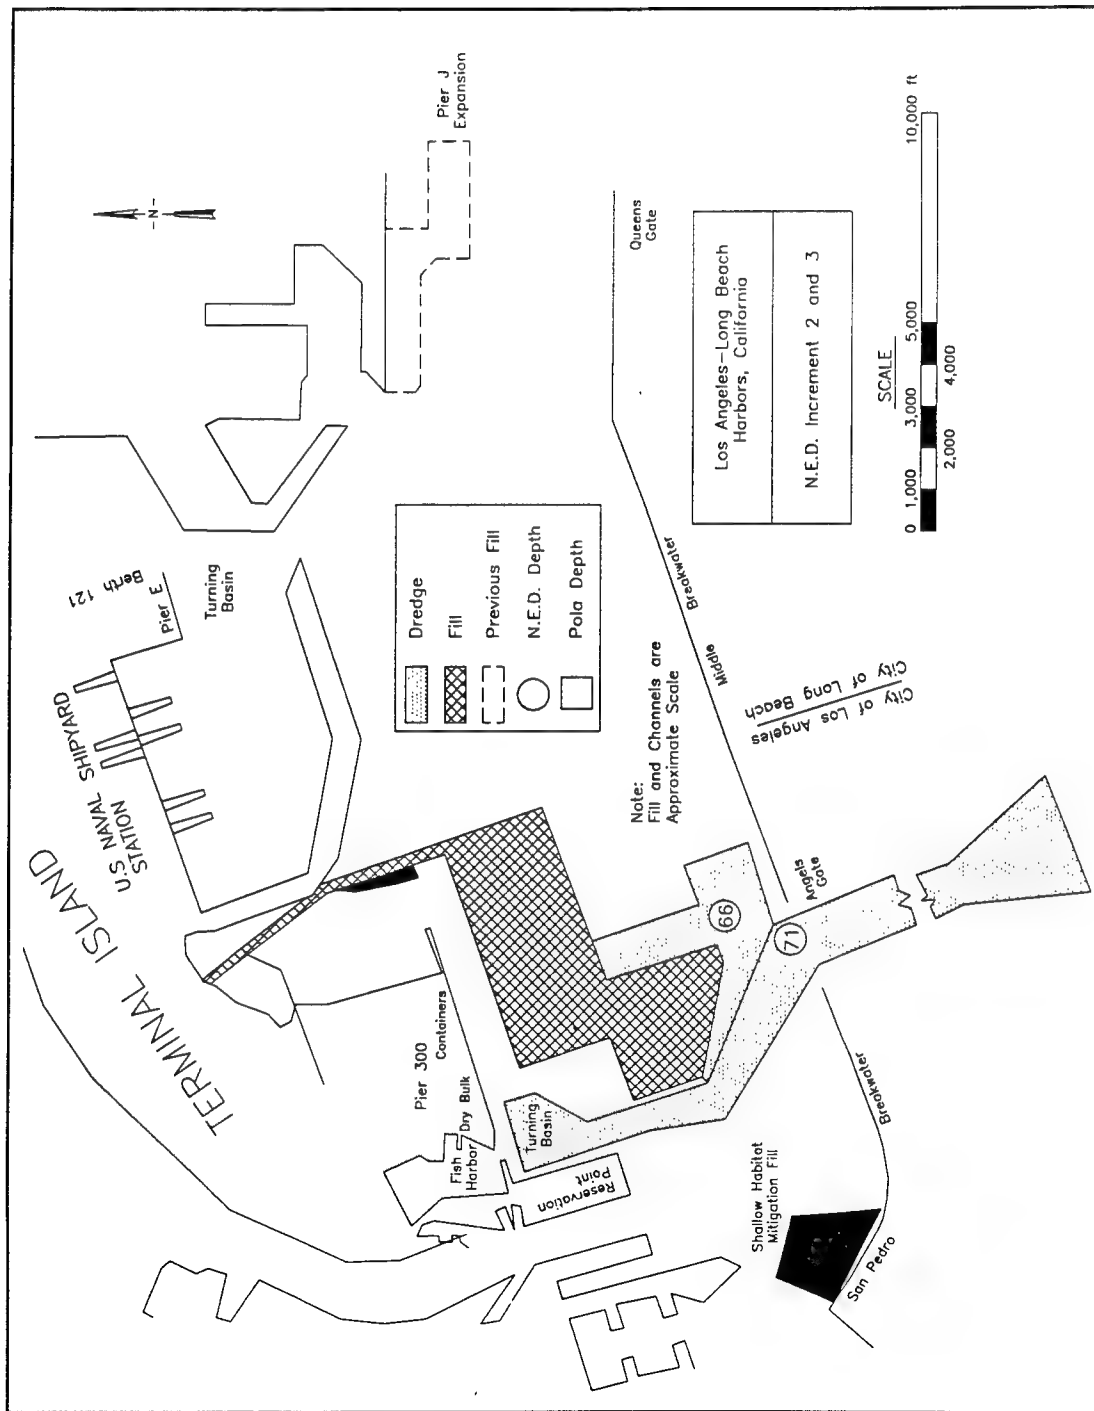 TERMINAL ISLAND
U.S NAVAL SHIPYARD
STATION
Berth 121
Pier E
Turning
Basin
-N-
Pier J
Expansion
Pier 300
Containers
Dry Bulk
Fish
Harbor
Turning
Basin
Reservation
Point
Shallow Habitat
Mitigation Fill
San Pedro
Breakwater
66
71
Angels
Gate
Middle
Breakwater
Queens
Gate
City of Los Angeles
City of Long Beach
Note:
Fill and Channels are
Approximate Scale
Dredge
Fill
Previous Fill
N.E.D. Depth
Pola Depth
Los Angeles-Long Beach
Harbors, California
N.E.D. Increment 2 and 3
SCALE
0 1,000 3,000 5,000 10,000 ft
2,000 4,000